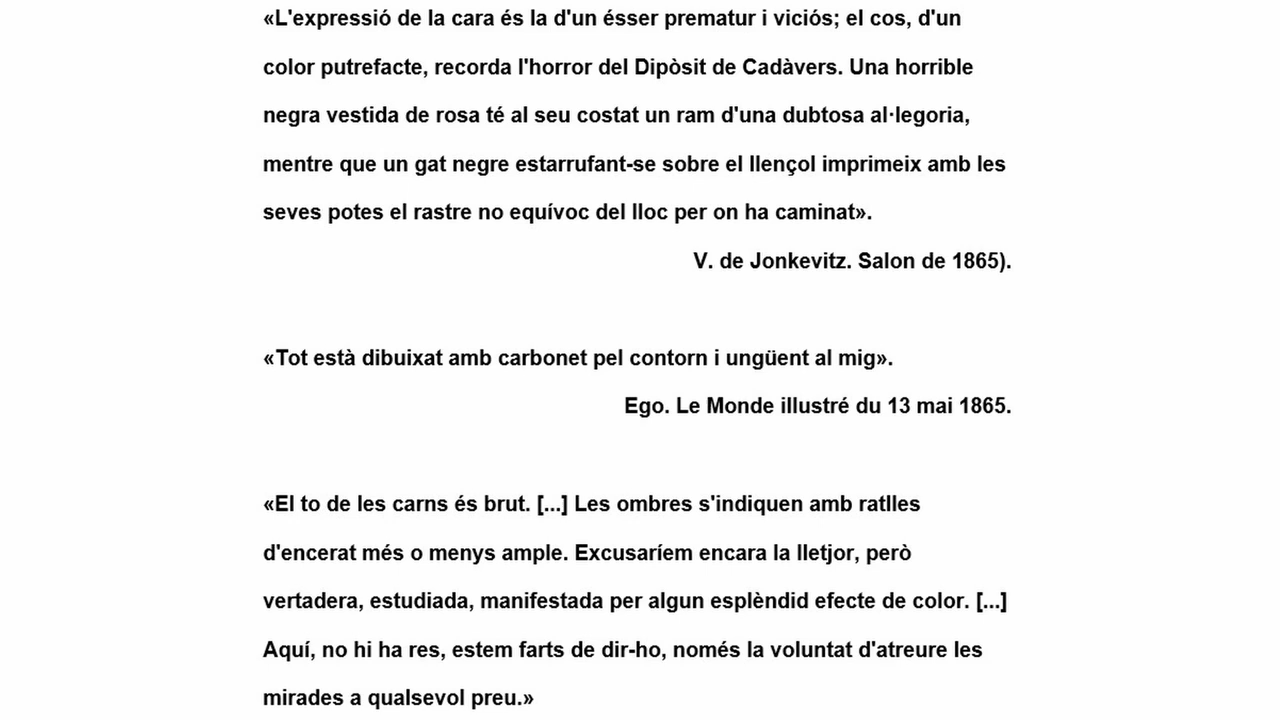 «L'expressió de la cara és la d'un ésser prematur i viciós; el cos, d'un
color putrefacte, recorda l'horror del Dipòsit de Cadàvers. Una horrible
negra vestida de rosa té al seu costat un ram d'una dubtosa al·legoria,
mentre que un gat negre estarrufant-se sobre el llençol imprimeix amb les
seves potes el rastre no equívoc del lloc per on ha caminat».
V. de Jonkevitz. Salon de 1865).
«Tot està dibuixat amb carbonet pel contorn i ungüent al mig».
Ego. Le Monde illustré du 13 mai 1865.
«El to de les carns és brut. [...] Les ombres s'indiquen amb ratlles
d'encerat més o menys ample. Excusaríem encara la lletjor, però
vertadera, estudiada, manifestada per algun esplèndid efecte de color. [...]
Aquí, no hi ha res, estem farts de dir-ho, només la voluntat d'atreure les
mirades a qualsevol preu.»